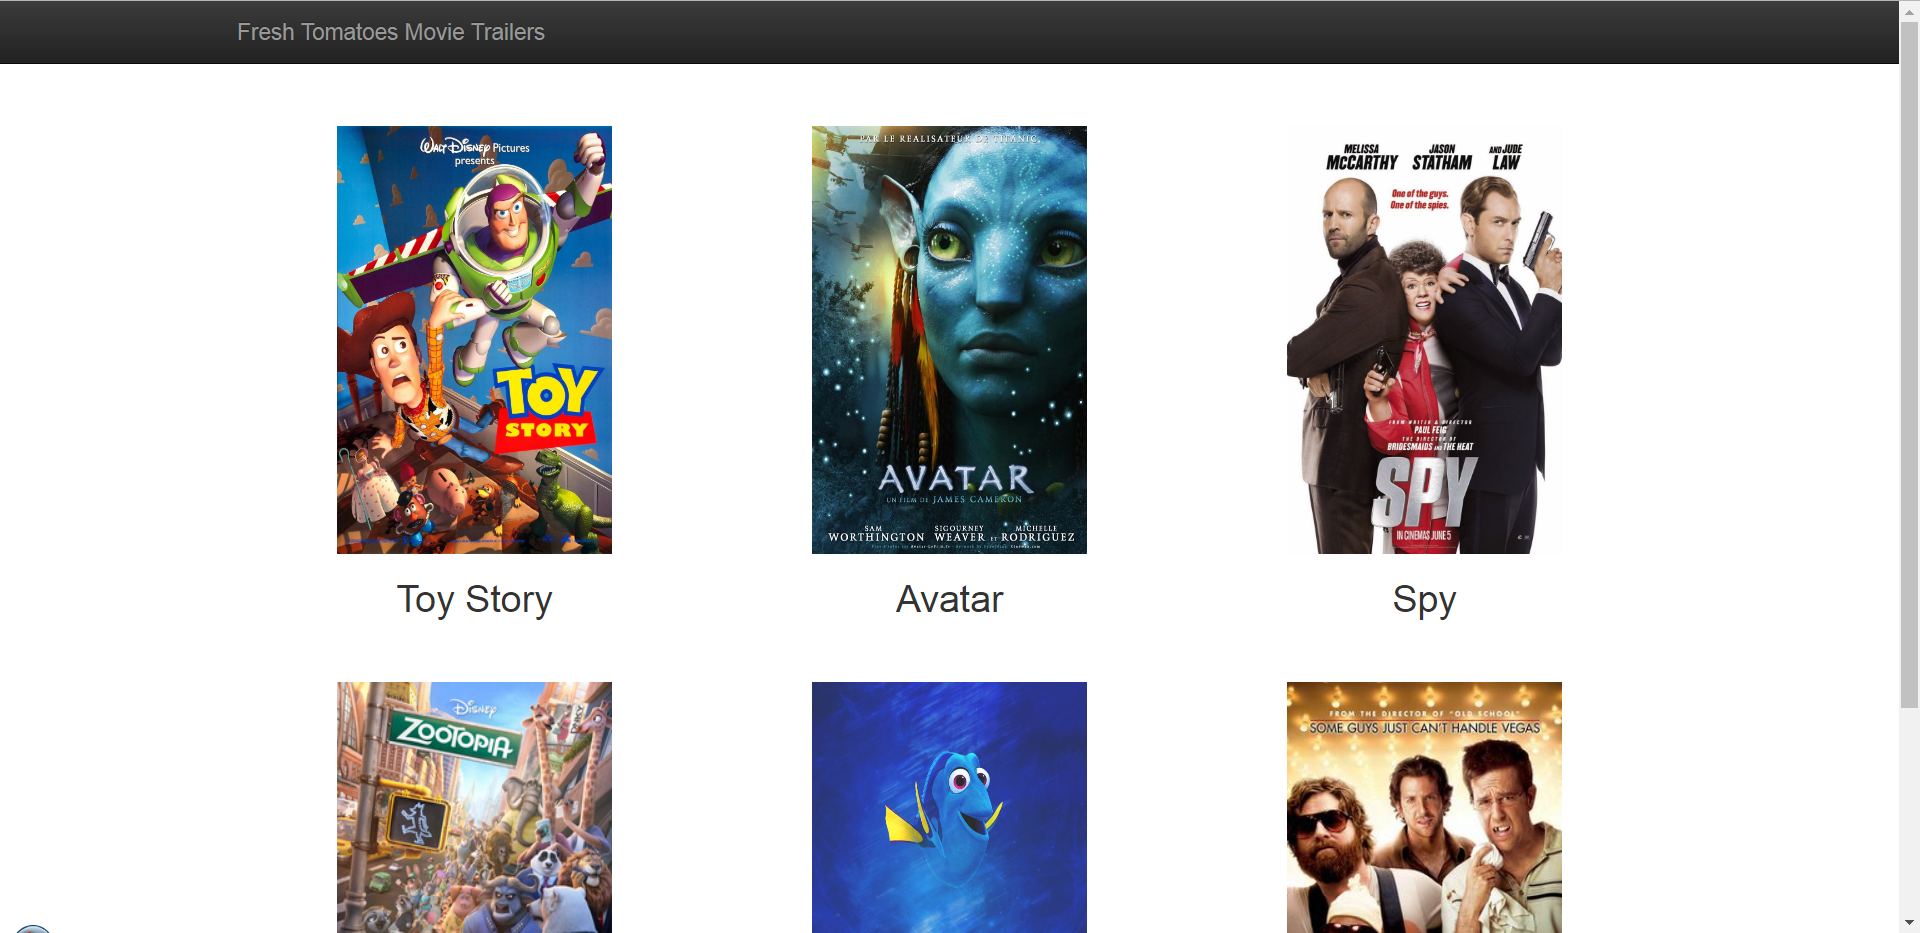 Fresh Tomatoes Movie Trailers
WALT DISNEY Pictures
presents
TOY
STORY
Toy Story
PAR LE REALISATEUR DE TITANIC
AVATAR
UN FILM DE JAMES CAMERON
SAM WORTHINGTON SIGOURNEY WEAVER ET MICHELLE RODRIGUEZ
Avatar
MELISSA McCARTHY JASON STATHAM AND JUDE LAW
One of the guys.
One of the spies.
FROM WRITER & DIRECTOR
PAUL FEIG
THE DIRECTOR OF
BRIDESMAIDS AND THE HEAT
SPY
IN CINEMAS JUNE 5
Spy
DISNEY
ZOOTOPIA
FROM THE DIRECTOR OF "OLD SCHOOL"
SOME GUYS JUST CAN'T HANDLE VEGAS